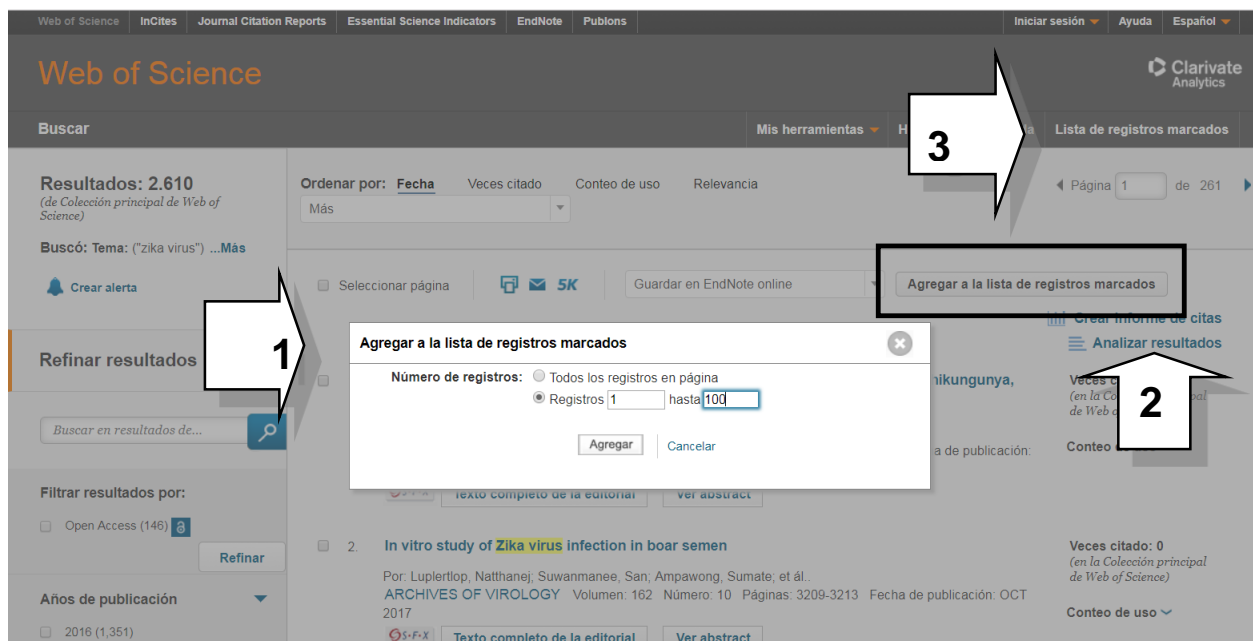 Web of Science InCites Journal Citation Reports Essential Science Indicators EndNote Publons Iniciar sesión Ayuda Español
Web of Science
Clarivate
Analytics
Buscar Mis herramientas Lista de registros marcados
3
Resultados: 2.610
(de Colección principal de Web of
Science)
Buscó: Tema: ("zika virus") ...Más
Crear alerta
Ordenar por: Fecha Veces citado Conteo de uso Relevancia
Más
Página 1 de 261
Seleccionar página 5K Guardar en EndNote online Agregar a la lista de registros marcados
Crear informe de citas
Analizar resultados
1
2
Refinar resultados
Buscar en resultados de...
Filtrar resultados por:
Open Access (146)
Refinar
Años de publicación
2016 (1,351)
Agregar a la lista de registros marcados
Número de registros: Todos los registros en página
Registros 1 hasta 100
Agregar Cancelar
Veces
(en la
de Web
Conteo de
a de publicación:
S·F·X Texto completo de la editorial Ver abstract
2. In vitro study of Zika virus infection in boar semen
Por: Luplertlop, Natthanej; Suwanmanee, San; Ampawong, Sumate; et ál..
ARCHIVES OF VIROLOGY Volumen: 162 Número: 10 Páginas: 3209-3213 Fecha de publicación: OCT
2017
S·F·X Texto completo de la editorial Ver abstract
Veces citado: 0
(en la Colección principal
de Web of Science)
Conteo de uso